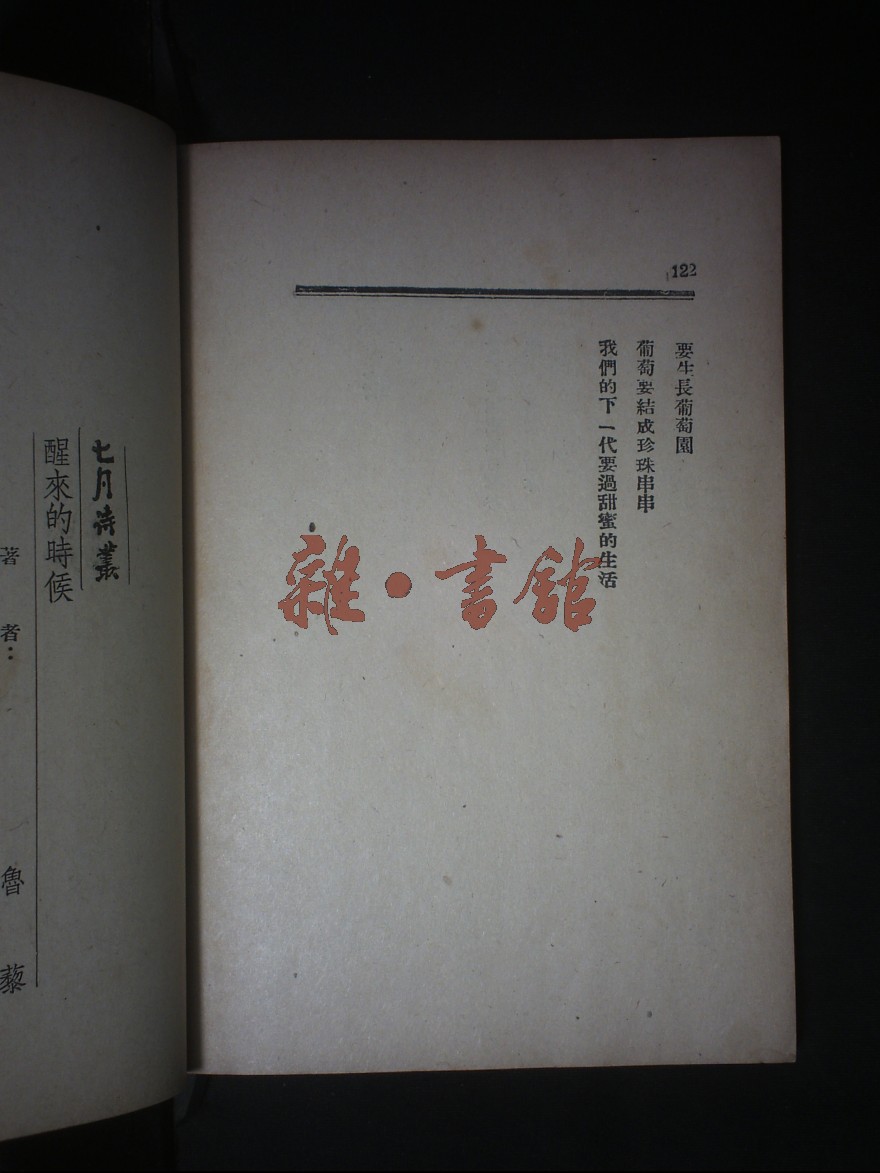 122
要生長葡萄園
葡萄要結成珍珠串串
我們的下一代要過甜蜜的生活
雜·書館
七月诗叢
醒來的時候
著者：魯藜